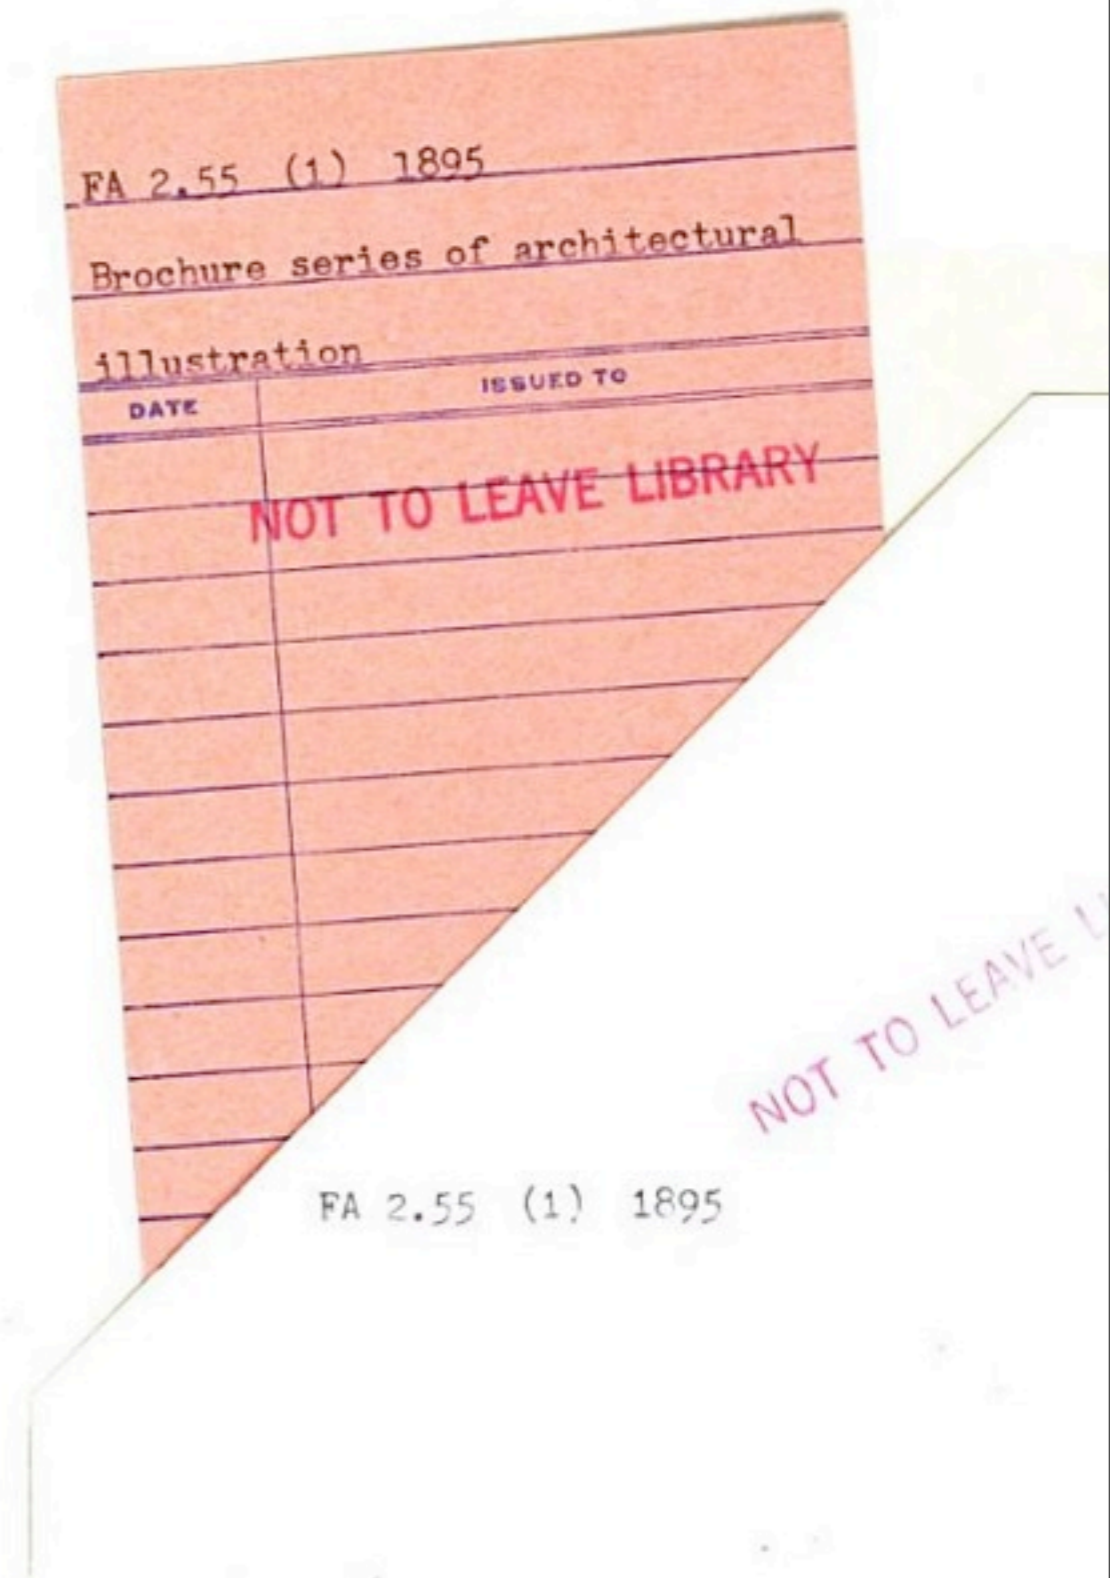 FA 2.55 (1) 1895
Brochure series of architectural
illustration
DATE ISSUED TO
NOT TO LEAVE LIBRARY
NOT TO LEAVE LI
FA 2.55 (1) 1895